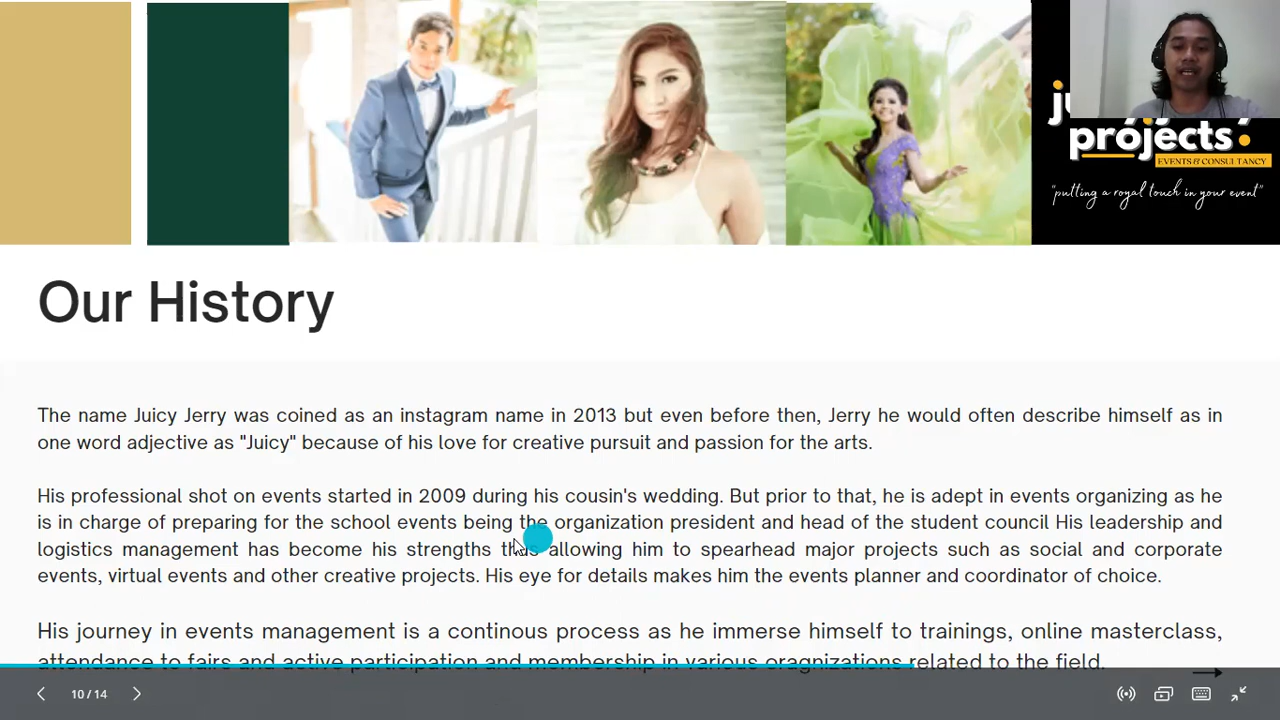 projects.
EVENTS & CONSULTANCY
"putting a royal touch in your event"
Our History
The name Juicy Jerry was coined as an instagram name in 2013 but even before then, Jerry he would often describe himself as in
one word adjective as "Juicy" because of his love for creative pursuit and passion for the arts.
His professional shot on events started in 2009 during his cousin's wedding. But prior to that, he is adept in events organizing as he
is in charge of preparing for the school events being the organization president and head of the student council His leadership and
logistics management has become his strengths thus allowing him to spearhead major projects such as social and corporate
events, virtual events and other creative projects. His eye for details makes him the events planner and coordinator of choice.
His journey in events management is a continous process as he immerse himself to trainings, online masterclass,
attendance to fairs and active participation and membership in various oragnizations related to the field.
10 / 14